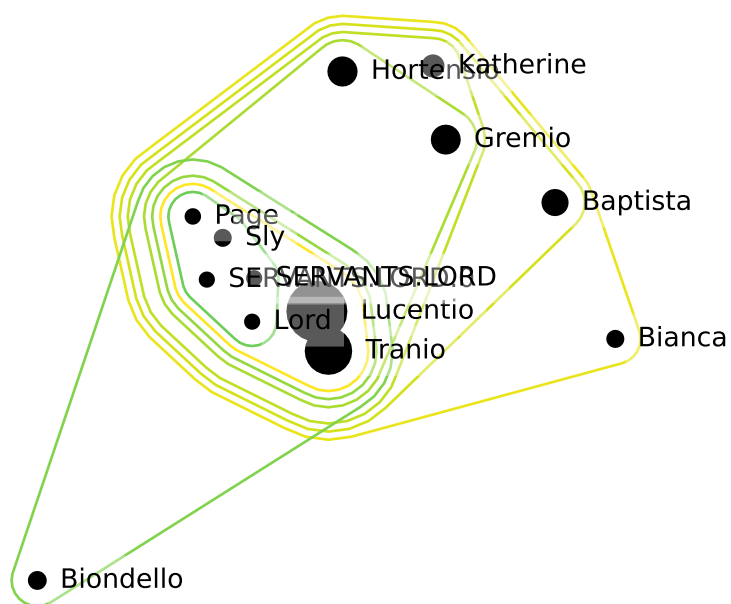 Katherine
Hortensio
Gremio
Baptista
Page
Sly
SERVANTS.LORD
Lucentio
Lord
Bianca
Tranio
Biondello